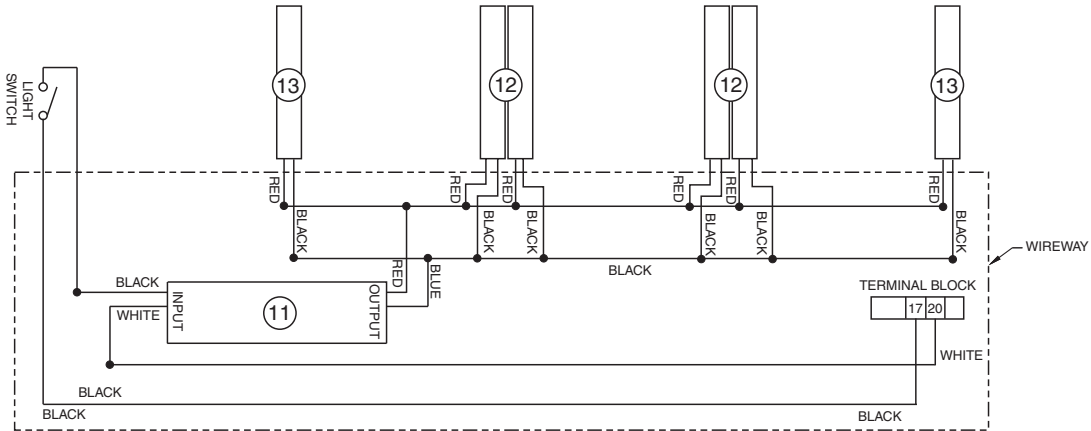 13
12
12
13
LIGHT
SWITCH
RED
RED
RED
RED
RED
RED
BLACK
BLACK
BLACK
BLACK
BLACK
BLACK
WIREWAY
RED
BLUE
BLACK
BLACK
WHITE
INPUT
11
OUTPUT
TERMINAL BLOCK
17 20
WHITE
BLACK
BLACK
BLACK